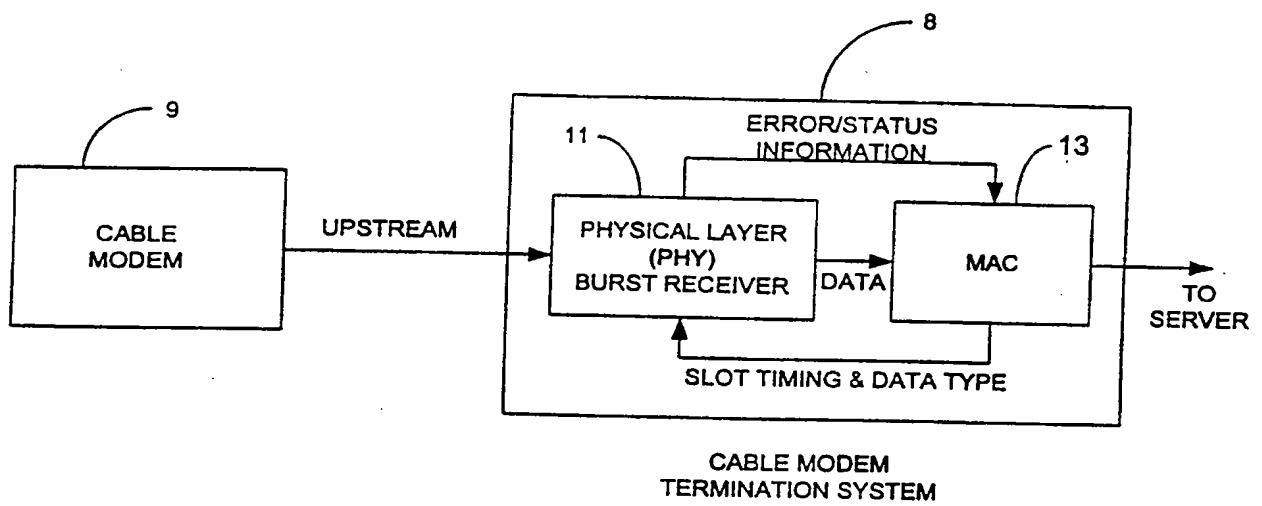 8
9
ERROR/STATUS
INFORMATION
11
13
CABLE
MODEM
UPSTREAM
PHYSICAL LAYER
(PHY)
BURST RECEIVER
DATA
MAC
TO
SERVER
SLOT TIMING & DATA TYPE
CABLE MODEM
TERMINATION SYSTEM